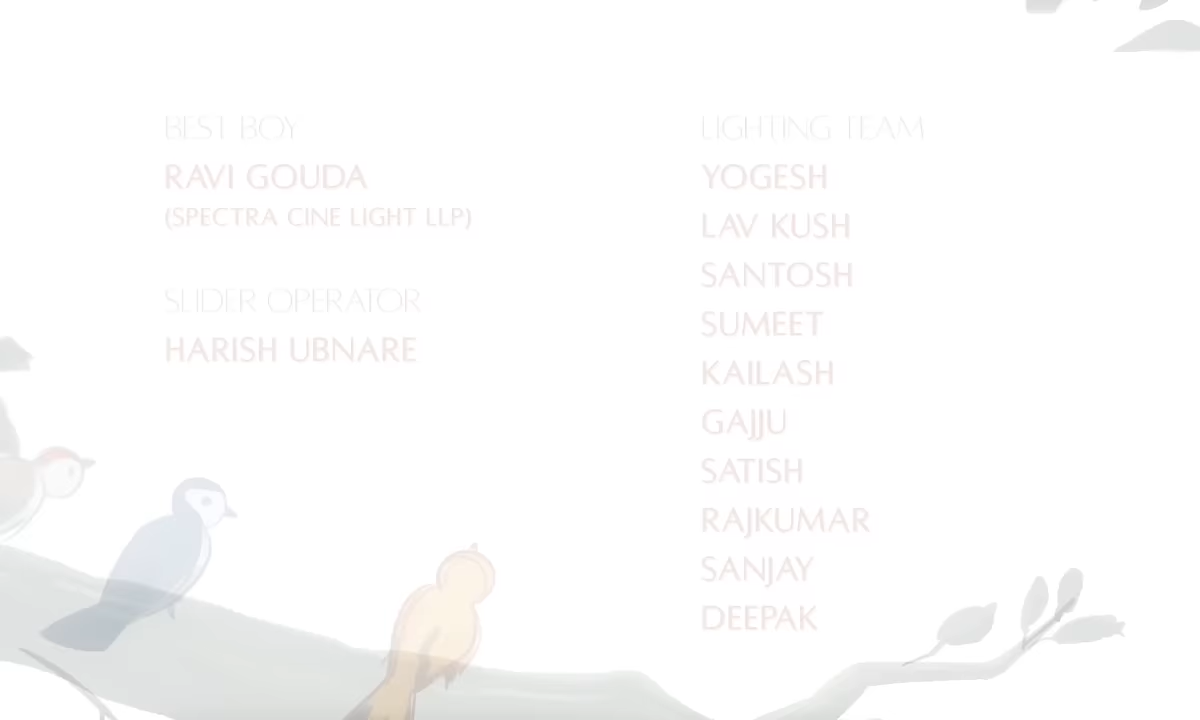 BEST BOY
RAVI GOUDA
(SPECTRA CINE LIGHT LLP)
SLIDER OPERATOR
HARISH UBNARE
LIGHTING TEAM
YOGESH
LAV KUSH
SANTOSH
SUMEET
KAILASH
GAJJU
SATISH
RAJKUMAR
SANJAY
DEEPAK